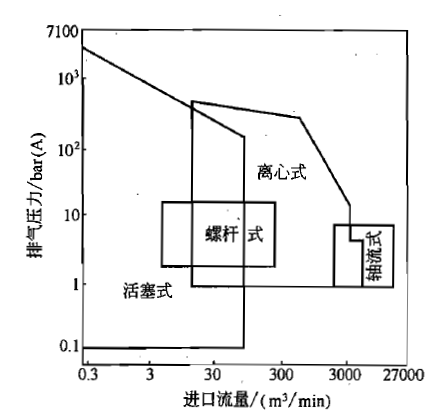 7100
10³
10²
10
1
0.1
排气压力/bar(A)
离心式
螺杆 式
轴流式
活塞式
0.3 3 30 300 3000 27000
进口流量/(m³/min)